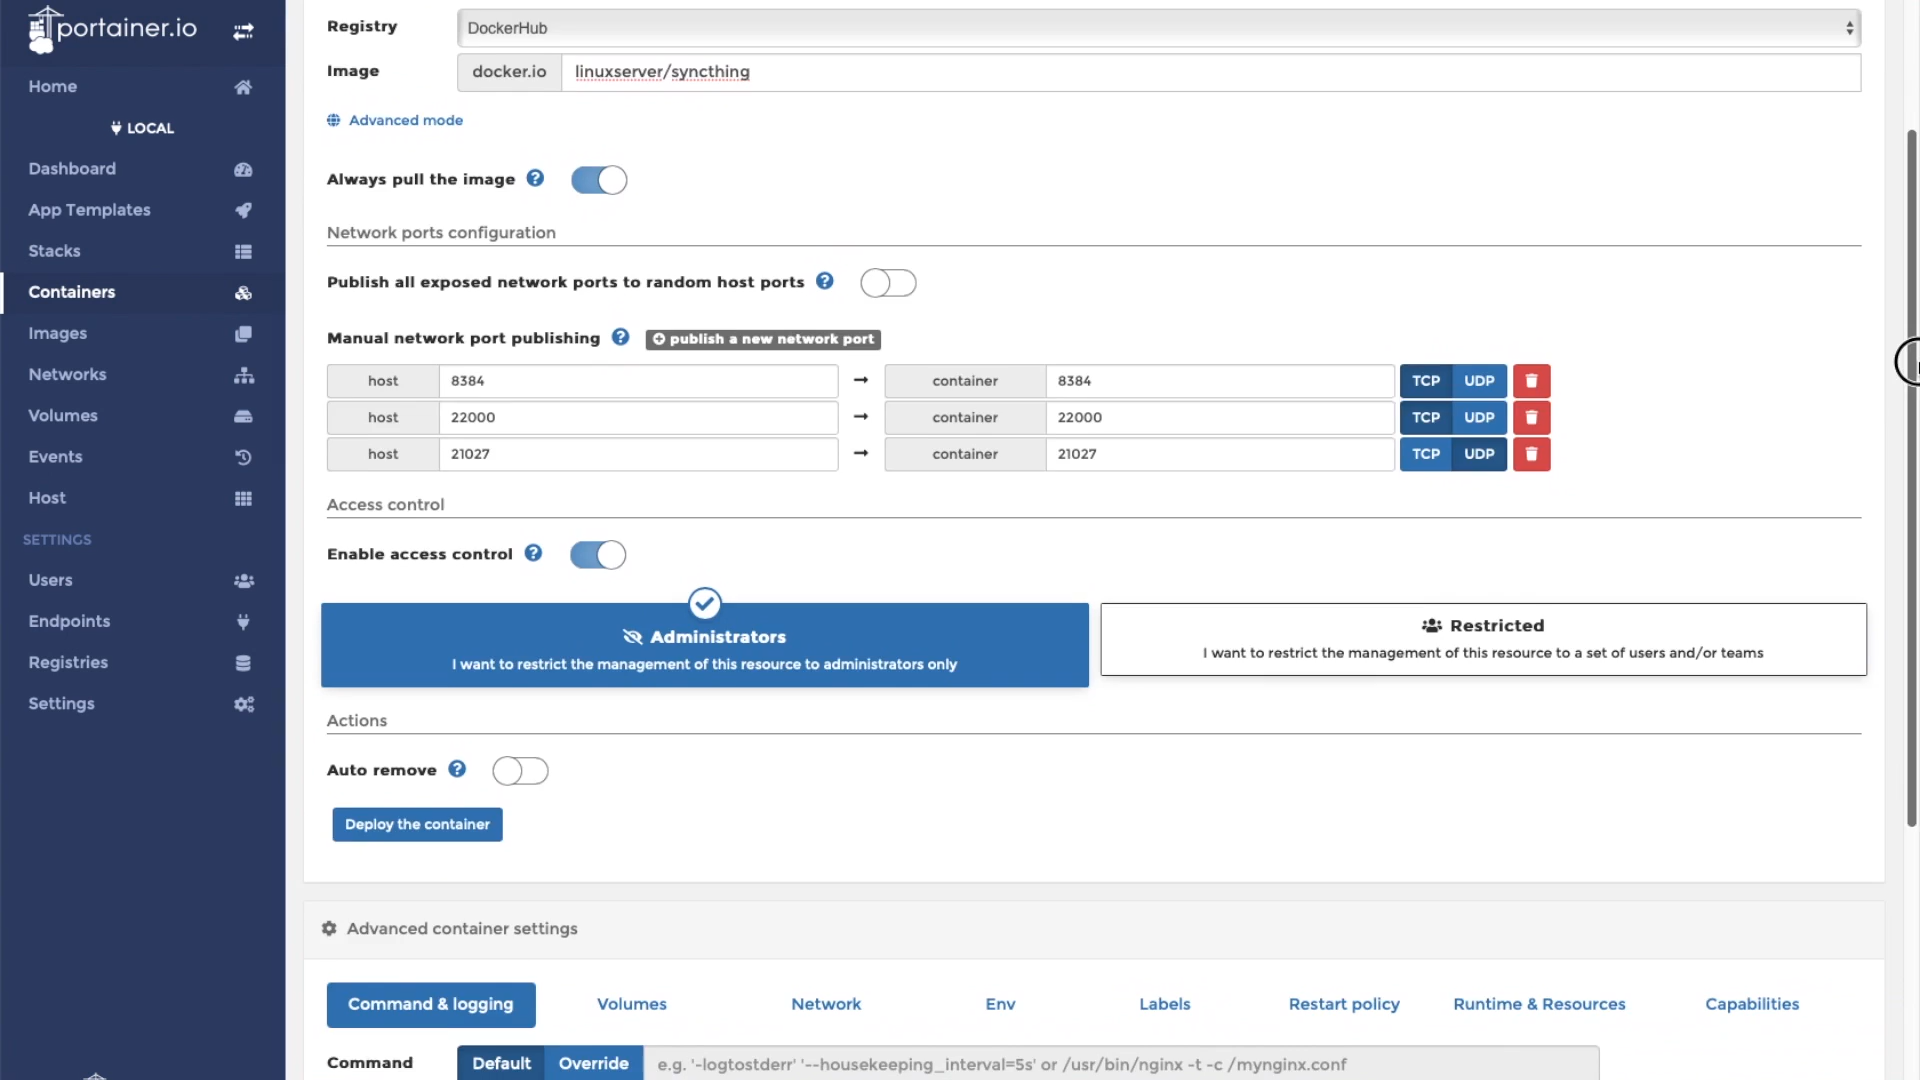 portainer.io
Home
LOCAL
Dashboard
App Templates
Stacks
Containers
Images
Networks
Volumes
Events
Host
SETTINGS
Users
Endpoints
Registries
Settings
Registry DockerHub
Image docker.io linuxserver/syncthing
Advanced mode
Always pull the image
Network ports configuration
Publish all exposed network ports to random host ports
Manual network port publishing publish a new network port
host 8384 → container 8384 TCP UDP
host 22000 → container 22000 TCP UDP
host 21027 → container 21027 TCP UDP
Access control
Enable access control
Administrators
I want to restrict the management of this resource to administrators only
Restricted
I want to restrict the management of this resource to a set of users and/or teams
Actions
Auto remove
Deploy the container
Advanced container settings
Command & logging Volumes Network Env Labels Restart policy Runtime & Resources Capabilities
Command Default Override e.g. '-logtostderr' '--housekeeping_interval=5s' or /usr/bin/nginx -t -c /mynginx.conf